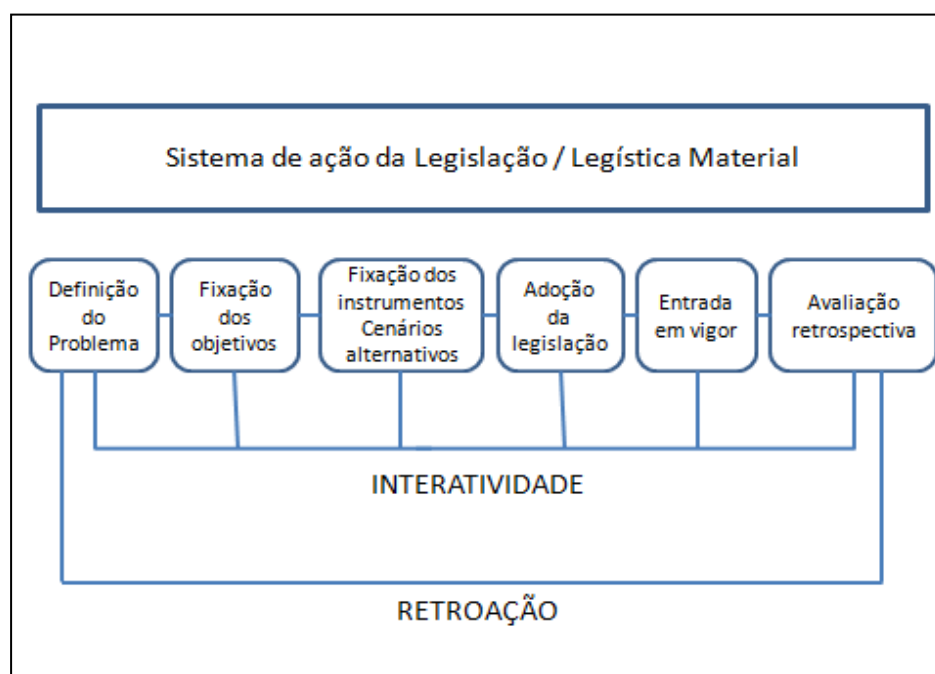 Sistema de ação da Legislação / Legística Material
Definição
do
Problema
Fixação
dos
objetivos
Fixação dos
instrumentos
Cenários
alternativos
Adoção
da
legislação
Entrada
em vigor
Avaliação
retrospectiva
INTERATIVIDADE
RETROAÇÃO